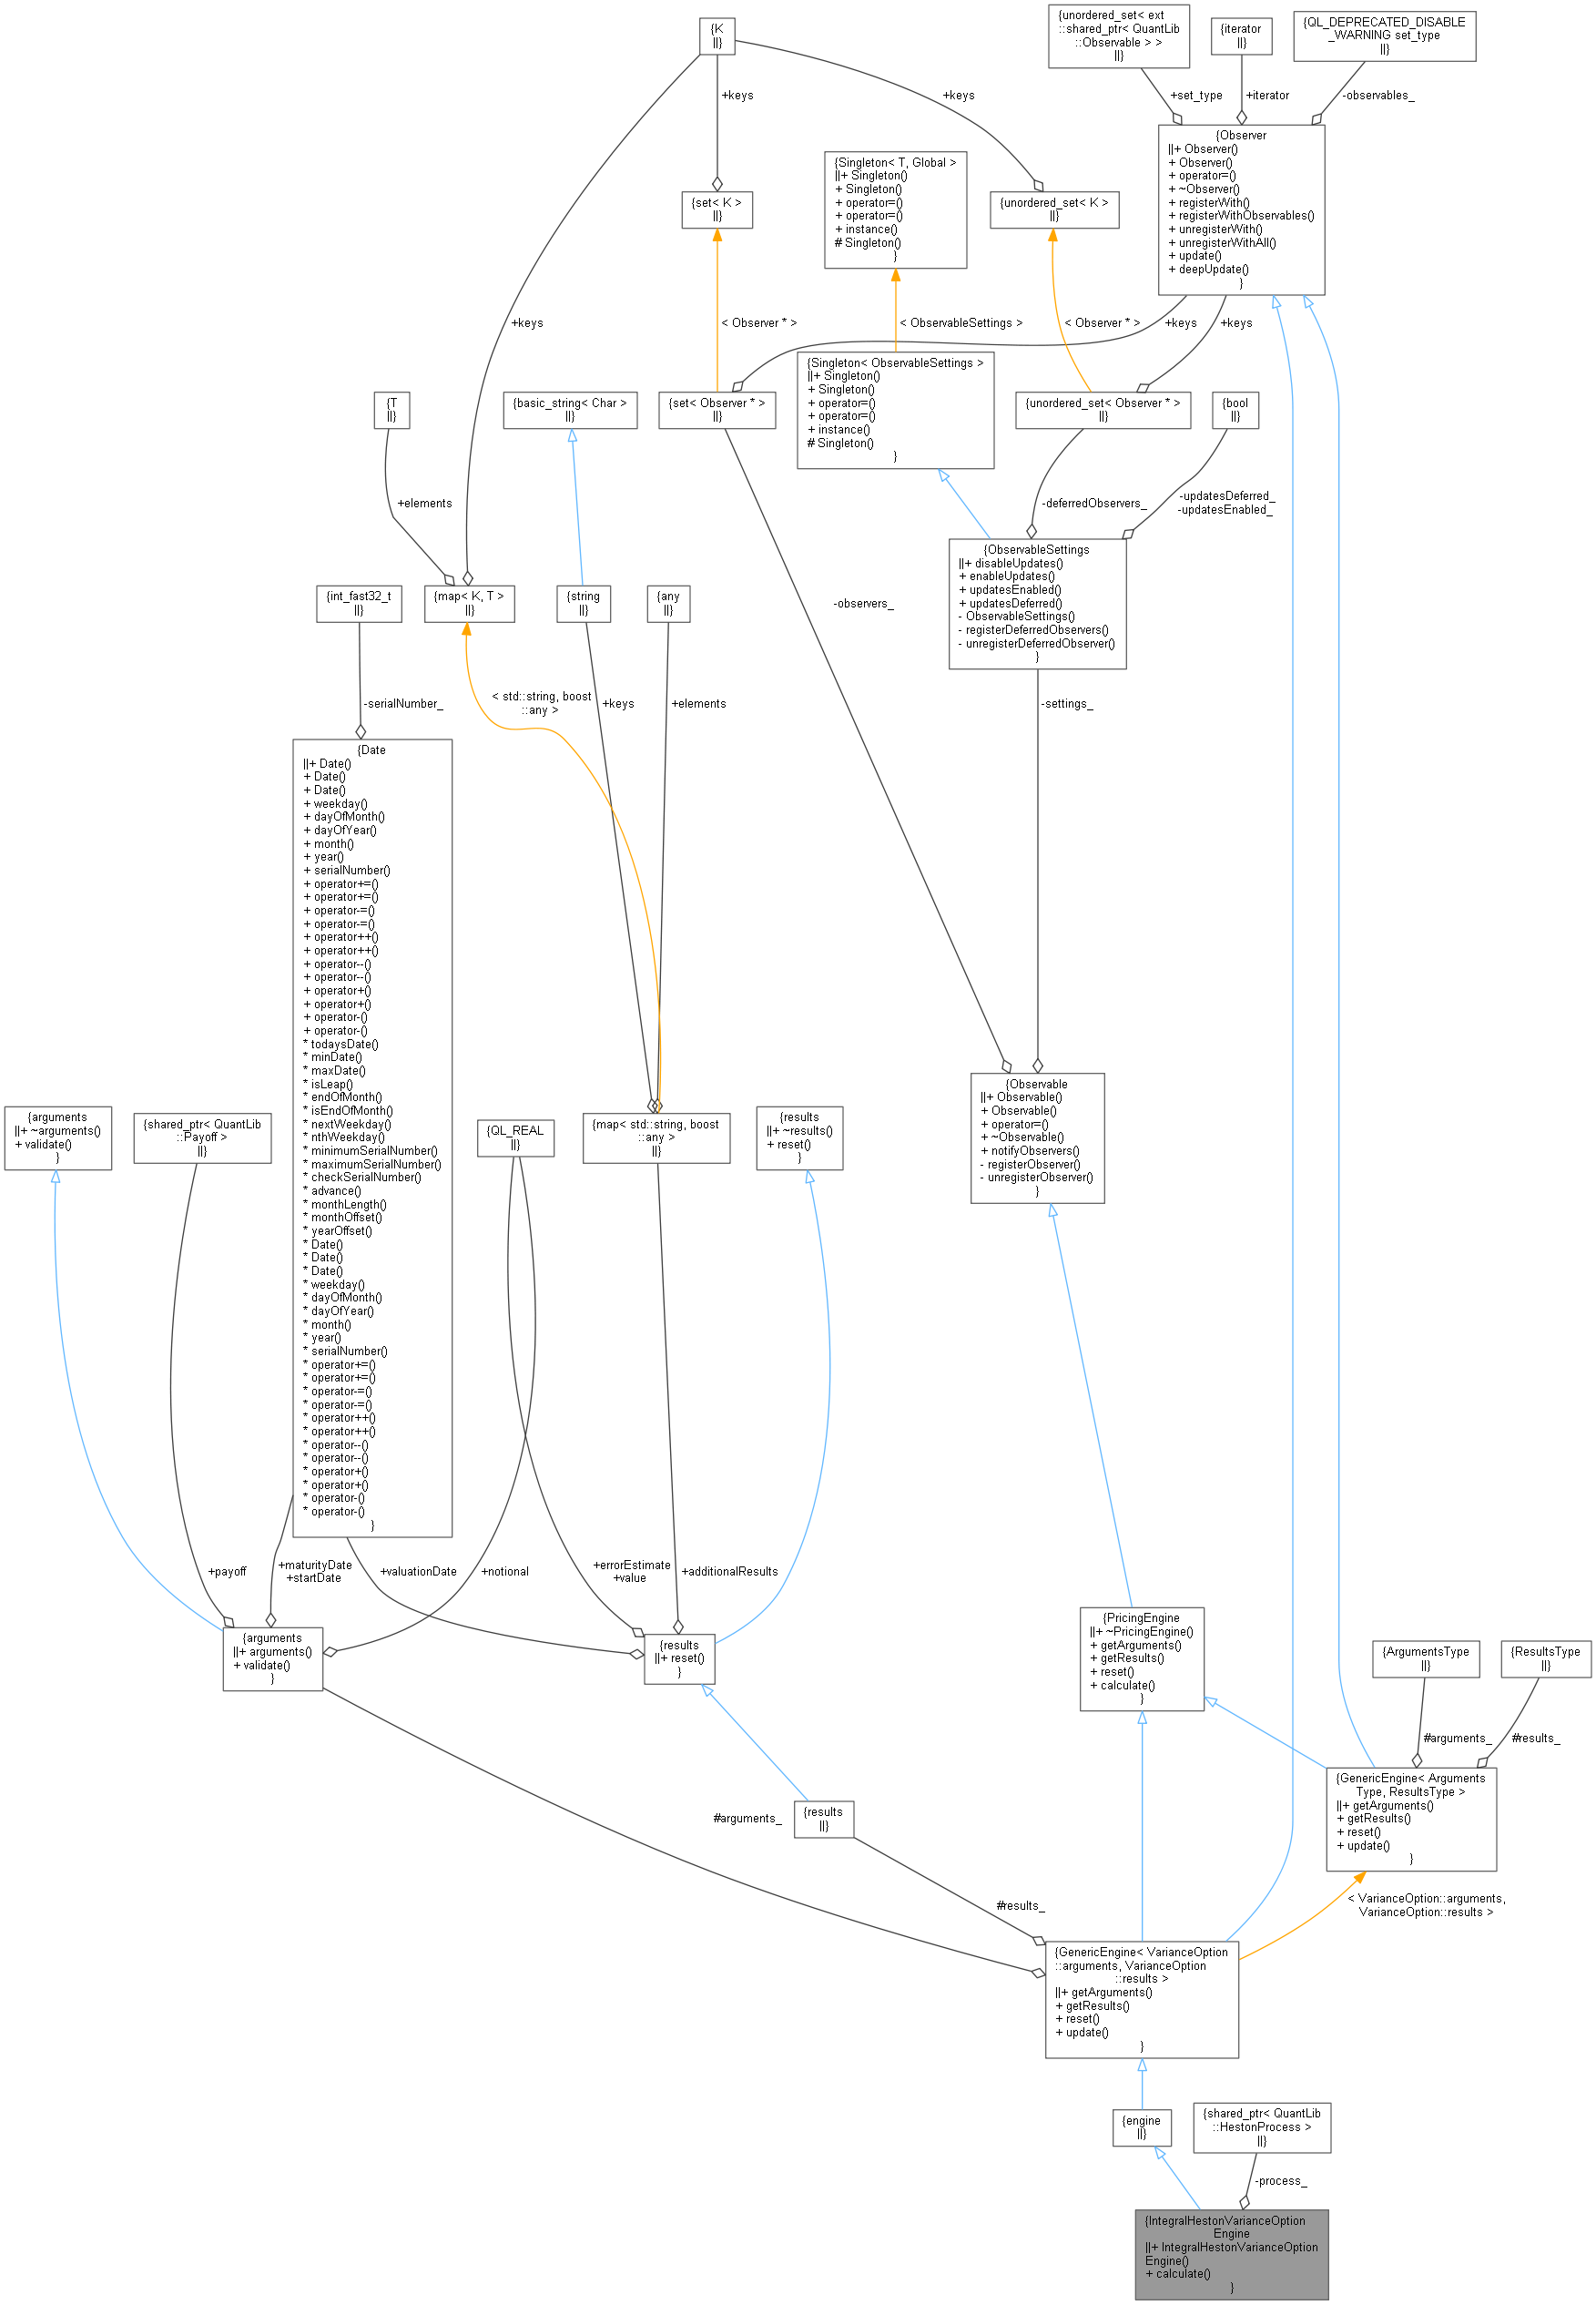 {K
||}
{unordered_set< ext
::shared_ptr< QuantLib
::Observable > >
||}
{iterator
||}
{QL_DEPRECATED_DISABLE
_WARNING set_type
||}
+keys
+keys
+set_type
+iterator
-observables_
{Observer
||+ Observer()
+ Observer()
+ operator=()
+ ~Observer()
+ registerWith()
+ registerWithObservables()
+ unregisterWith()
+ unregisterWithAll()
+ update()
+ deepUpdate()
}
{Singleton< T, Global >
||+ Singleton()
+ Singleton()
+ operator=()
+ operator=()
+ instance()
# Singleton()
}
{set< K >
||}
{unordered_set< K >
||}
+keys
< Observer * >
< ObservableSettings >
< Observer * >
+keys
+keys
{Singleton< ObservableSettings >
||+ Singleton()
+ Singleton()
+ operator=()
+ operator=()
+ instance()
# Singleton()
}
{T
||}
{basic_string< Char >
||}
{set< Observer * >
||}
{unordered_set< Observer * >
||}
{bool
||}
+elements
-deferredObservers_
-updatesDeferred_
-updatesEnabled_
{ObservableSettings
||+ disableUpdates()
+ enableUpdates()
+ updatesEnabled()
+ updatesDeferred()
- ObservableSettings()
- registerDeferredObservers()
- unregisterDeferredObserver()
}
{int_fast32_t
||}
{map< K, T >
||}
{string
||}
{any
||}
-observers_
-serialNumber_
< std::string, boost
::any >
+keys
+elements
-settings_
{Date
||+ Date()
+ Date()
+ Date()
+ weekday()
+ dayOfMonth()
+ dayOfYear()
+ month()
+ year()
+ serialNumber()
+ operator+=()
+ operator+=()
+ operator-=()
+ operator-=()
+ operator++()
+ operator++()
+ operator--()
+ operator--()
+ operator+()
+ operator+()
+ operator-()
+ operator-()
* todaysDate()
* minDate()
* maxDate()
* isLeap()
* endOfMonth()
* isEndOfMonth()
* nextWeekday()
* nthWeekday()
* minimumSerialNumber()
* maximumSerialNumber()
* checkSerialNumber()
* advance()
* monthLength()
* monthOffset()
* yearOffset()
* Date()
* Date()
* Date()
* weekday()
* dayOfMonth()
* dayOfYear()
* month()
* year()
* serialNumber()
* operator+=()
* operator+=()
* operator-=()
* operator-=()
* operator++()
* operator++()
* operator--()
* operator--()
* operator+()
* operator+()
* operator-()
* operator-()
}
{Observable
||+ Observable()
+ Observable()
+ operator=()
+ ~Observable()
+ notifyObservers()
- registerObserver()
- unregisterObserver()
}
{arguments
||+ ~arguments()
+ validate()
}
{shared_ptr< QuantLib
::Payoff >
||}
{QL_REAL
||}
{map< std::string, boost
::any >
||}
{results
||+ ~results()
+ reset()
}
+payoff
+maturityDate
+startDate
+valuationDate
+notional
+errorEstimate
+value
+additionalResults
{arguments
||+ arguments()
+ validate()
}
{results
||+ reset()
}
{PricingEngine
||+ ~PricingEngine()
+ getArguments()
+ getResults()
+ reset()
+ calculate()
}
{ArgumentsType
||}
{ResultsType
||}
#arguments_
#results_
{GenericEngine< Arguments
Type, ResultsType >
||+ getArguments()
+ getResults()
+ reset()
+ update()
}
#arguments_
{results
||}
#results_
< VarianceOption::arguments,
VarianceOption::results >
{GenericEngine< VarianceOption
::arguments, VarianceOption
::results >
||+ getArguments()
+ getResults()
+ reset()
+ update()
}
{engine
||}
{shared_ptr< QuantLib
::HestonProcess >
||}
-process_
{IntegralHestonVarianceOption
Engine
||+ IntegralHestonVarianceOption
Engine()
+ calculate()
}